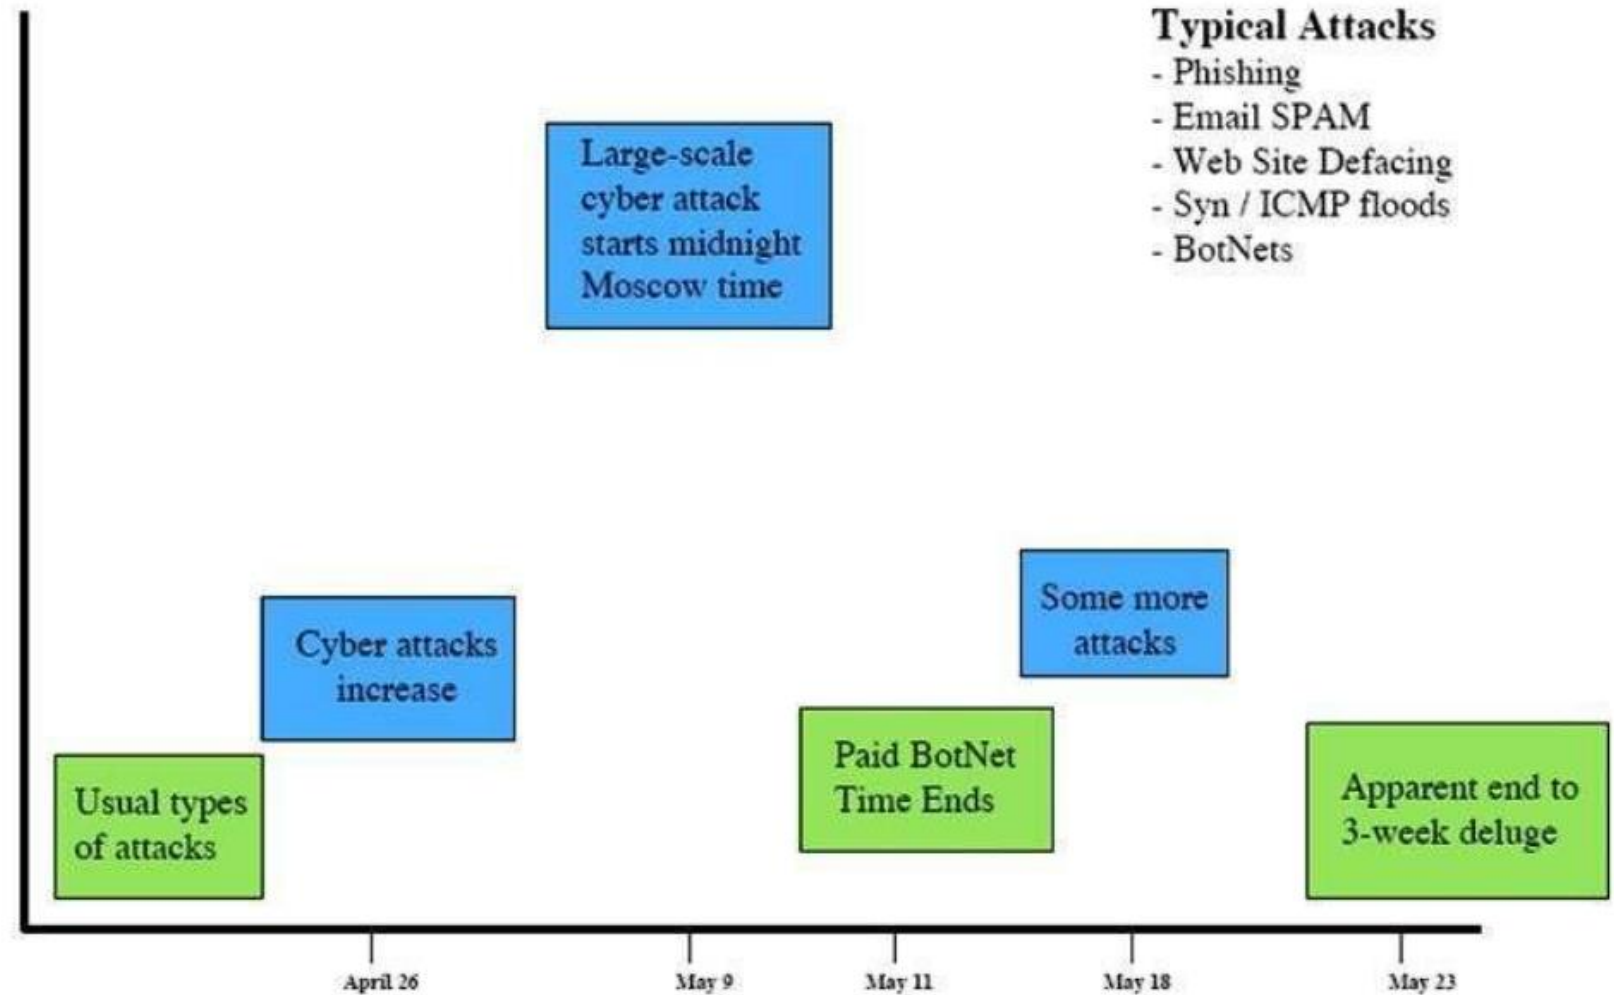 Typical Attacks
- Phishing
- Email SPAM
- Web Site Defacing
- Syn / ICMP floods
- BotNets
Large-scale
cyber attack
starts midnight
Moscow time
Some more
attacks
Cyber attacks
increase
Paid BotNet
Time Ends
Usual types
of attacks
Apparent end to
3-week deluge
April 26
May 9
May 11
May 18
May 23